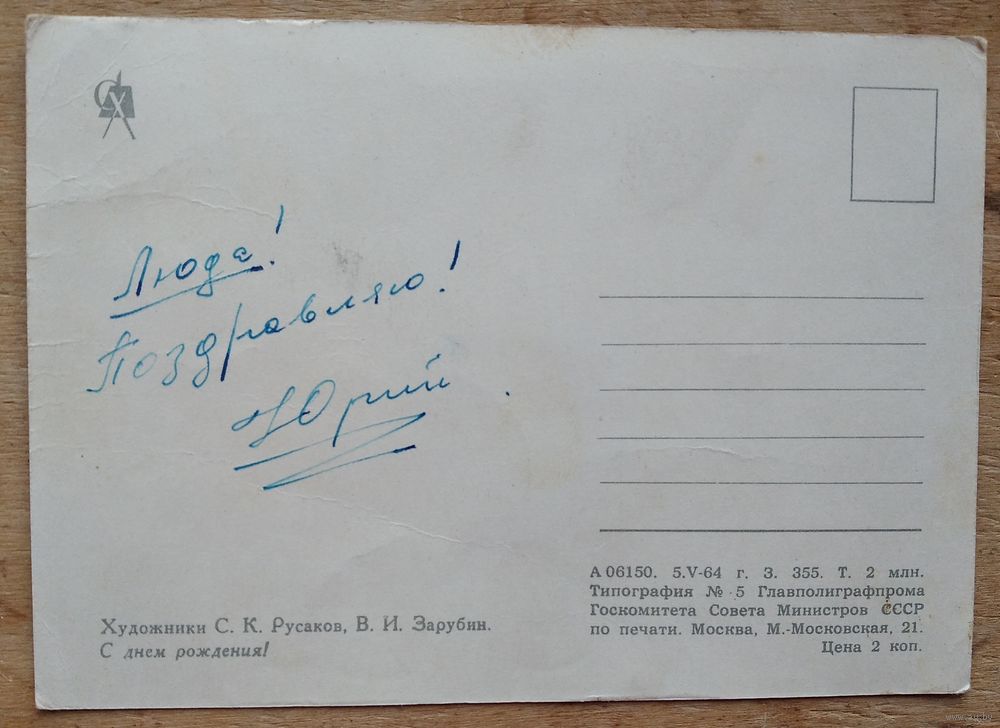 СХ
Люда!
Поздравляю!
Юрий
Художники С. К. Русаков, В. И. Зарубин.
С днем рождения!
А 06150. 5.V-64 г. З. 355. Т. 2 млн.
Типография № 5 Главполиграфпрома
Госкомитета Совета Министров СССР
по печати. Москва, М.-Московская, 21.
Цена 2 коп.